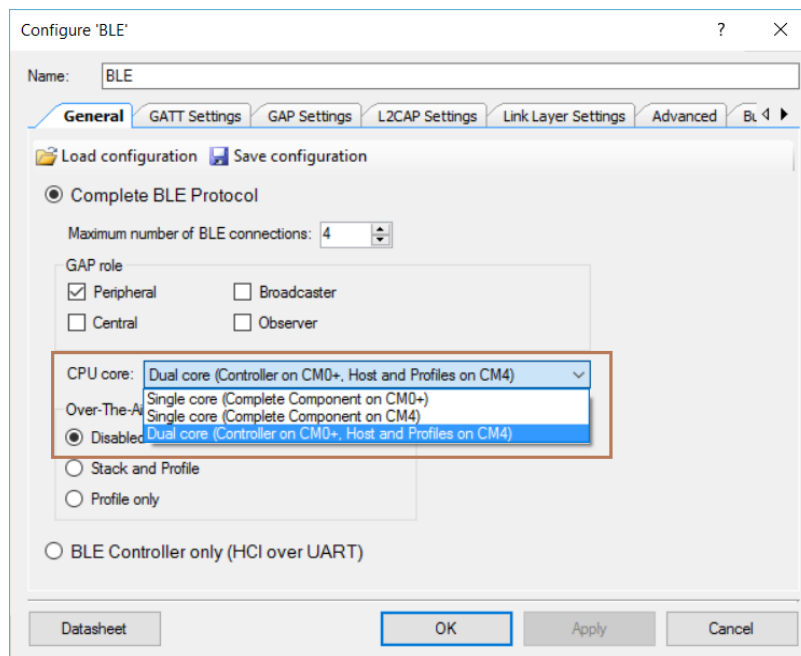 Configure 'BLE'
?
Name: BLE
General GATT Settings GAP Settings L2CAP Settings Link Layer Settings Advanced
Load configuration Save configuration
Complete BLE Protocol
Maximum number of BLE connections: 4
GAP role
Peripheral Broadcaster
Central Observer
CPU core: Dual core (Controller on CM0+, Host and Profiles on CM4)
Single core (Complete Component on CM0+)
Single core (Complete Component on CM4)
Over-The-Ai
Dual core (Controller on CM0+, Host and Profiles on CM4)
Disabled
Stack and Profile
Profile only
BLE Controller only (HCI over UART)
Datasheet OK Apply Cancel